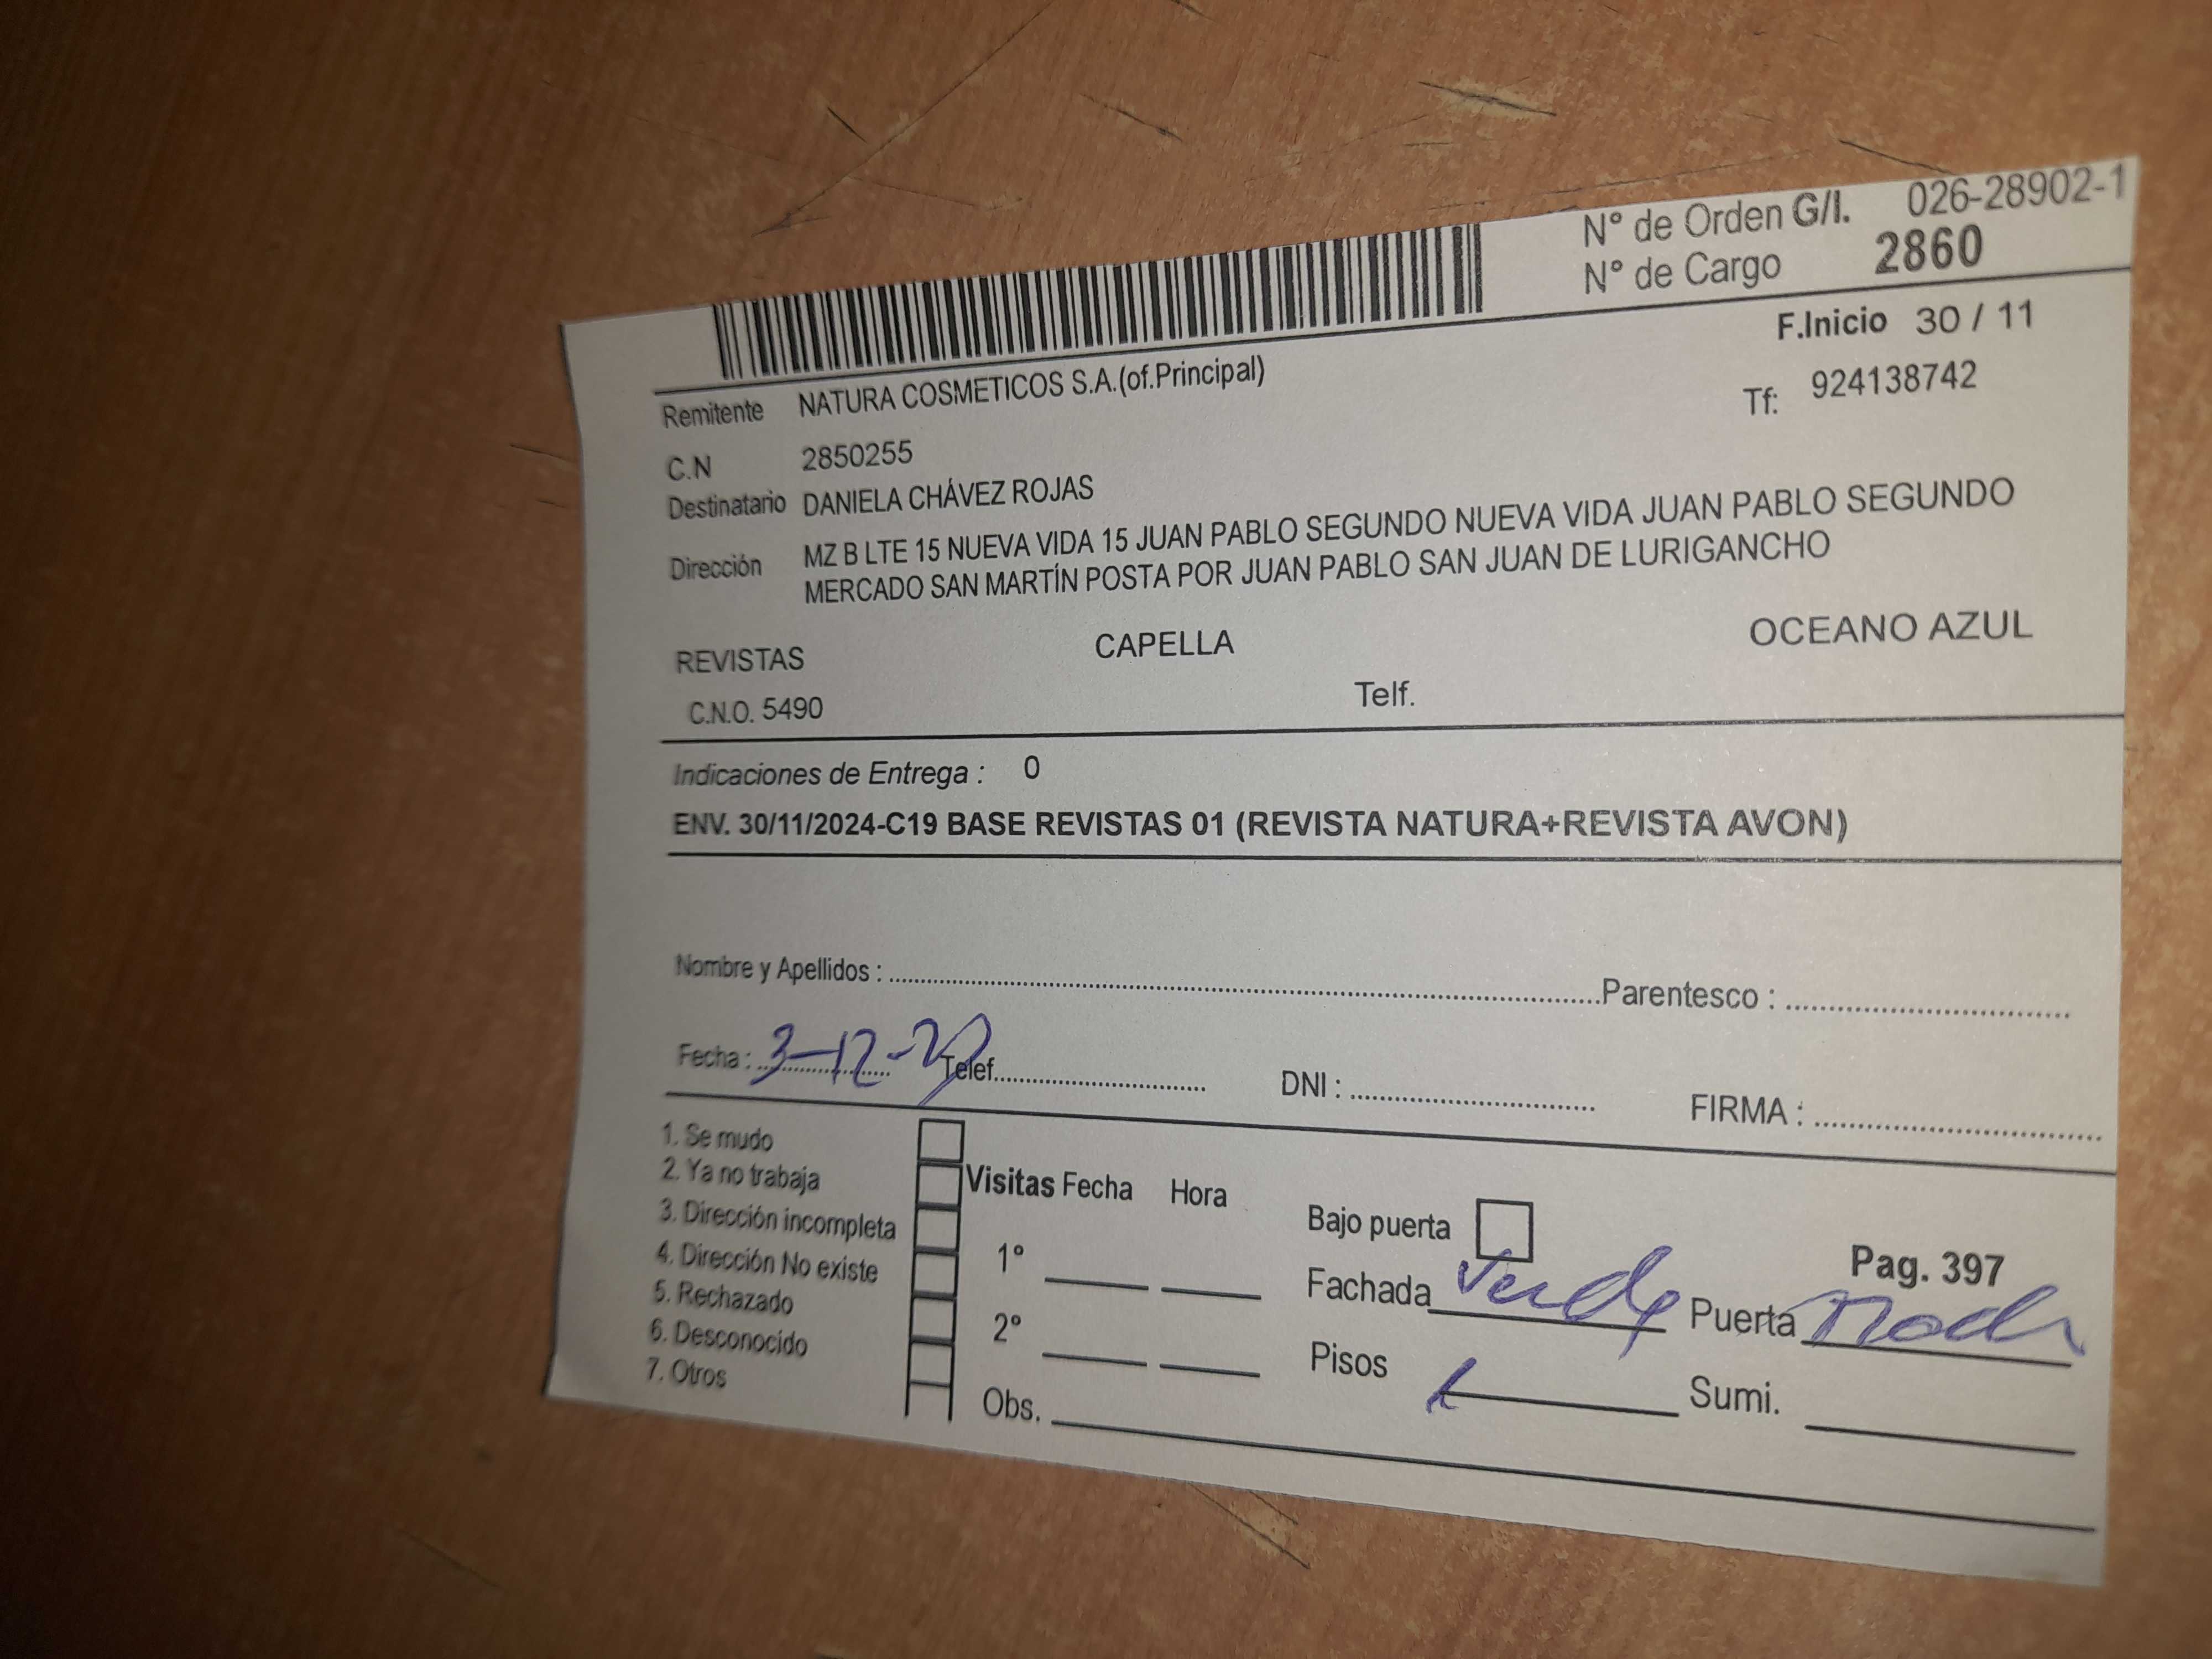 N° de Orden G/I. 026-28902-1
N° de Cargo 2860
F.Inicio 30 / 11
Remitente NATURA COSMETICOS S.A.(of.Principal)
Tf: 924138742
C.N 2850255
Destinatario DANIELA CHÁVEZ ROJAS
Dirección MZ B LTE 15 NUEVA VIDA 15 JUAN PABLO SEGUNDO NUEVA VIDA JUAN PABLO SEGUNDO
MERCADO SAN MARTÍN POSTA POR JUAN PABLO SAN JUAN DE LURIGANCHO
REVISTAS CAPELLA OCEANO AZUL
C.N.O. 5490 Telf.
Indicaciones de Entrega : 0
ENV. 30/11/2024-C19 BASE REVISTAS 01 (REVISTA NATURA+REVISTA AVON)
Nombre y Apellidos : Parentesco :
Fecha : 3-12- Telef. DNI : FIRMA :
1. Se mudo
2. Ya no trabaja
3. Dirección incompleta
4. Dirección No existe
5. Rechazado
6. Desconocido
7. Otros
Visitas Fecha Hora
1°
2°
Obs.
Bajo puerta
Pag. 397
Fachada Verde Puerta
Pisos Sumi.